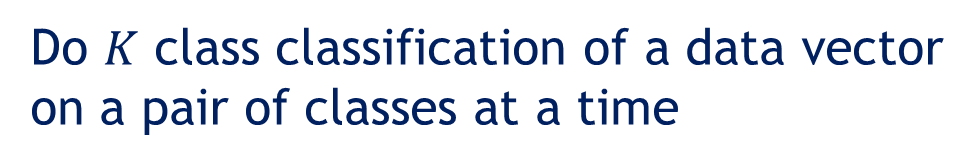 Do K class classification of a data vector
on a pair of classes at a time